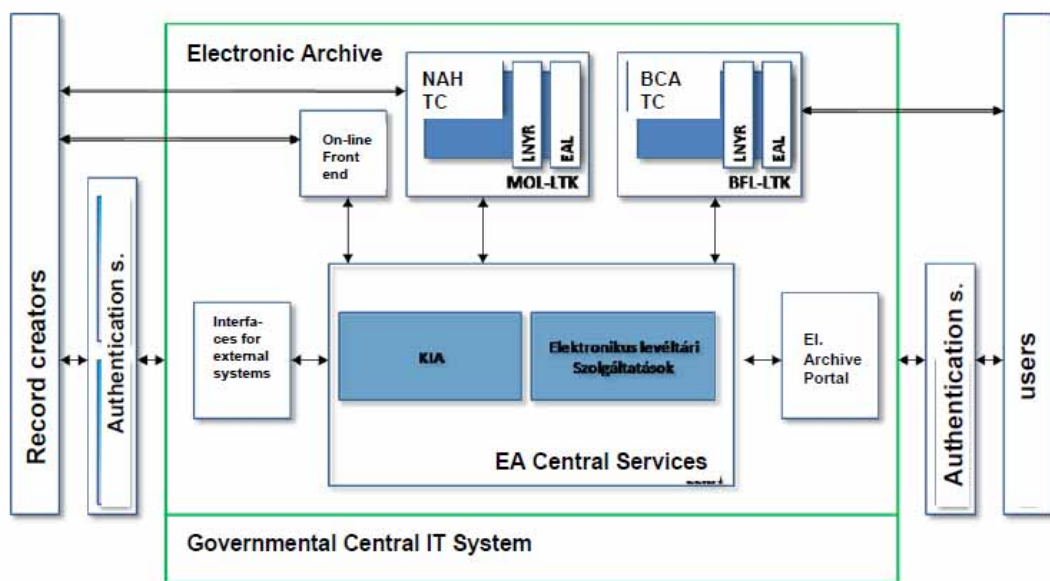 Electronic Archive
NAH
TC
LNYR
EAL
MOL-LTK
BCA
TC
LNYR
EAL
BFL-LTK
On-line
Front
end
Record creators
Authentication s.
Interfa-
ces for
external
systems
KIA
Elektronikus levéltári
Szolgáltatások
EA Central Services
El.
Archive
Portal
Authentication s.
users
Governmental Central IT System